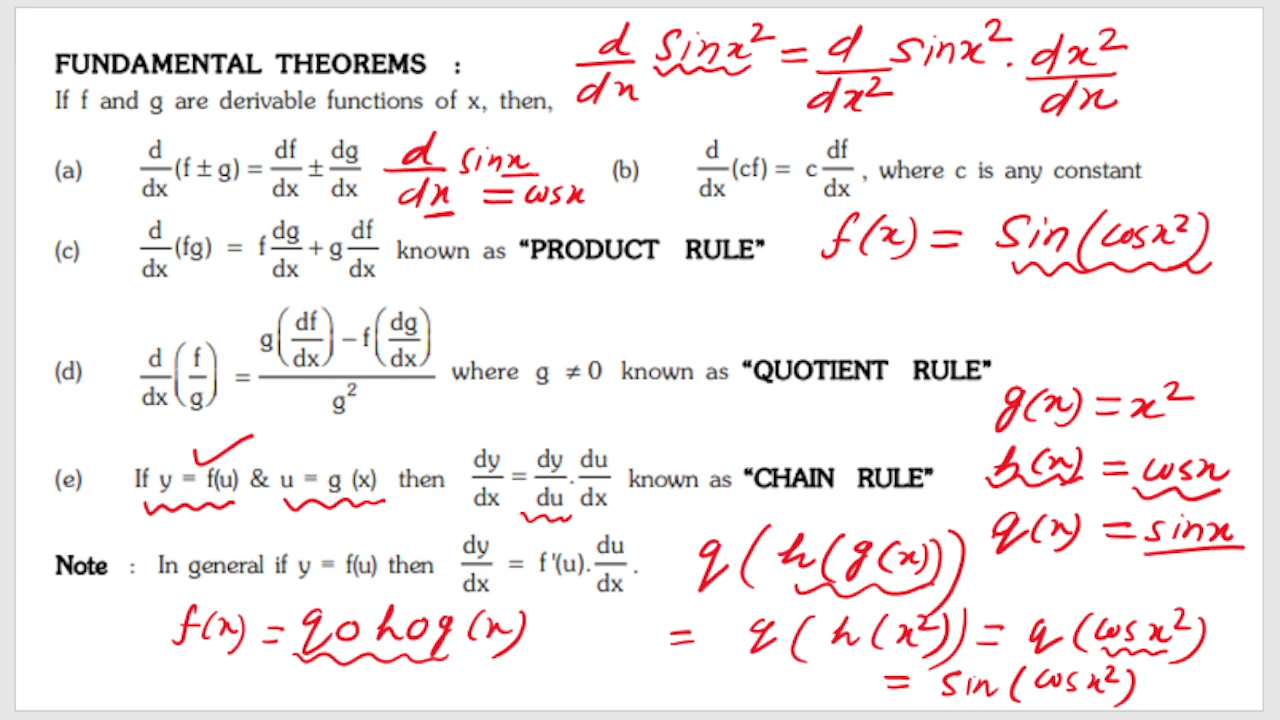 FUNDAMENTAL THEOREMS :
d/dn sinx² = d/dx² sinx² . dx²/dn
If f and g are derivable functions of x, then,
(a) d/dx (f ± g) = df/dx ± dg/dx
d/dx sinx = cosx
(b) d/dx (cf) = c df/dx , where c is any constant
(c) d/dx (fg) = f dg/dx + g df/dx known as “PRODUCT RULE”
f(x) = sin(cosx²)
(d) d/dx (f/g) = (g(df/dx) − f(dg/dx))/g² where g ≠ 0 known as “QUOTIENT RULE”
g(x) = x²
h(x) = cosx
q(x) = sinx
(e) If y = f(u) & u = g (x) then dy/dx = dy/du . du/dx known as “CHAIN RULE”
Note : In general if y = f(u) then dy/dx = f'(u). du/dx .
q(h(g(x)))
f(x) = qohog(x)
= q(h(x²)) = q(cosx²)
= sin(cosx²)